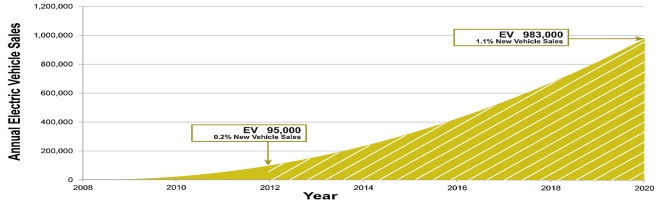 1,200,000
1,000,000
800,000
600,000
400,000
200,000
0
Annual Electric Vehicle Sales
EV 983,000
1.1% New Vehicle Sales
EV 95,000
0.2% New Vehicle Sales
2008 2010 2012 2014 2016 2018 2020
Year